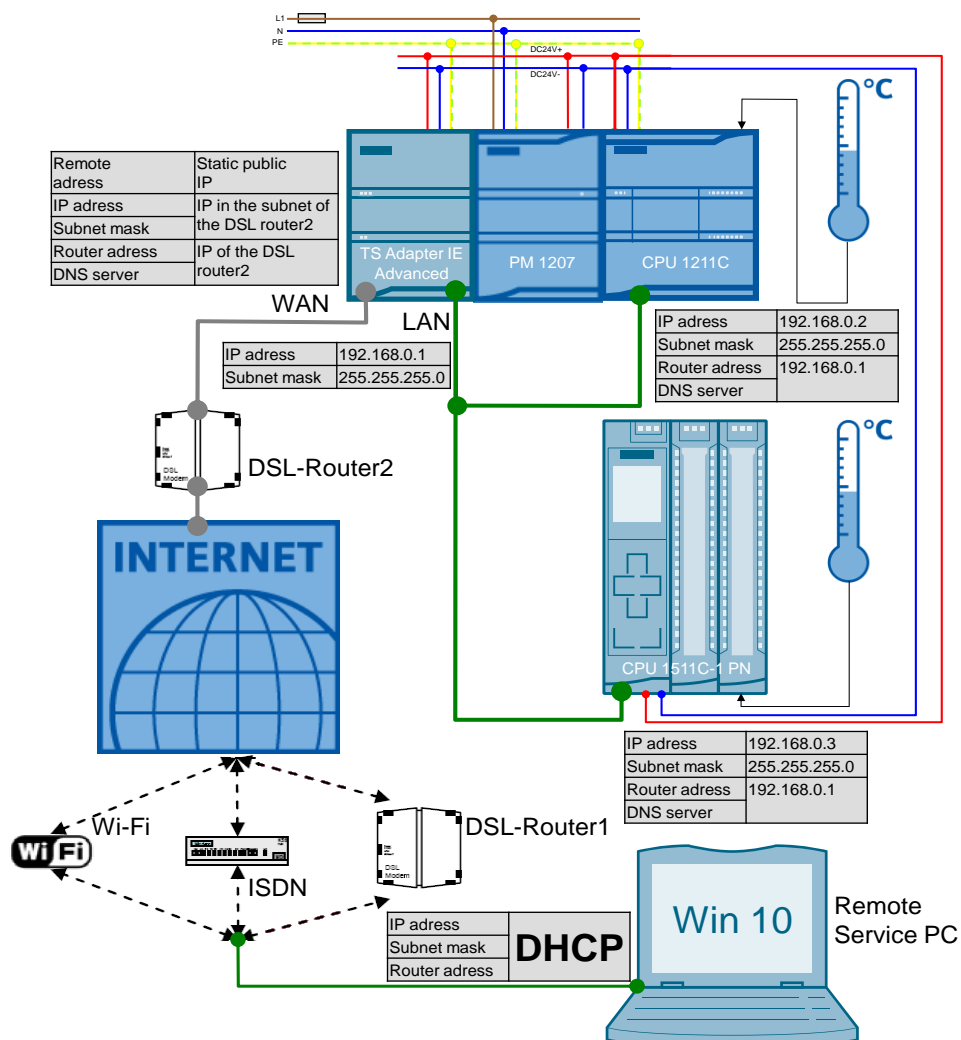 L1
N
PE
DC24V+
DC24V-
°C
Remote adress
Static public IP
IP adress
Subnet mask
IP in the subnet of the DSL router2
Router adress
DNS server
IP of the DSL router2
TS Adapter IE Advanced
PM 1207
CPU 1211C
WAN
LAN
IP adress 192.168.0.1
Subnet mask 255.255.255.0
IP adress 192.168.0.2
Subnet mask 255.255.255.0
Router adress 192.168.0.1
DNS server
DSL Modem
DSL-Router2
°C
INTERNET
CPU 1511C-1 PN
IP adress 192.168.0.3
Subnet mask 255.255.255.0
Router adress 192.168.0.1
DNS server
Wi-Fi
Wi Fi
ISDN
DSL Modem
DSL-Router1
IP adress
Subnet mask
Router adress
DHCP
Win 10
Remote
Service PC